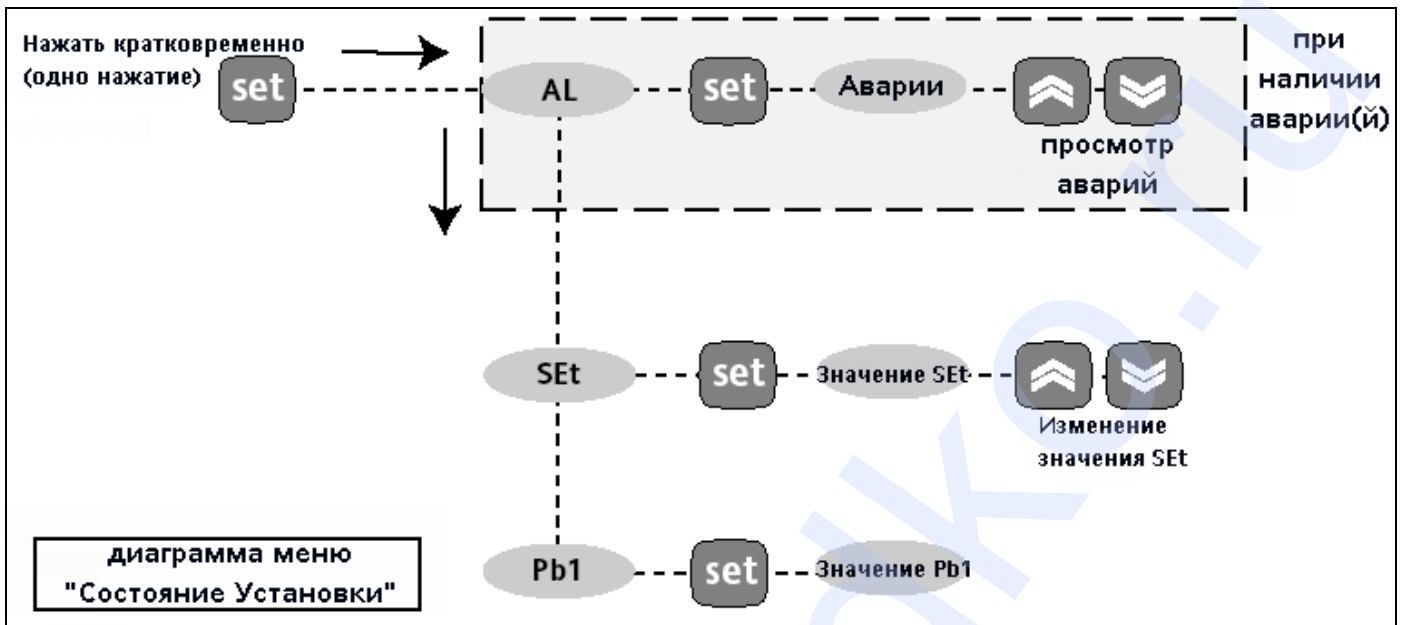 Нажать кратковременно
(одно нажатие)
set
AL
set
Аварии
просмотр
аварий
при
наличии
аварии(й)
SEt
set
Значение SEt
Изменение
значения SEt
диаграмма меню
"Состояние Установки"
Pb1
set
Значение Pb1